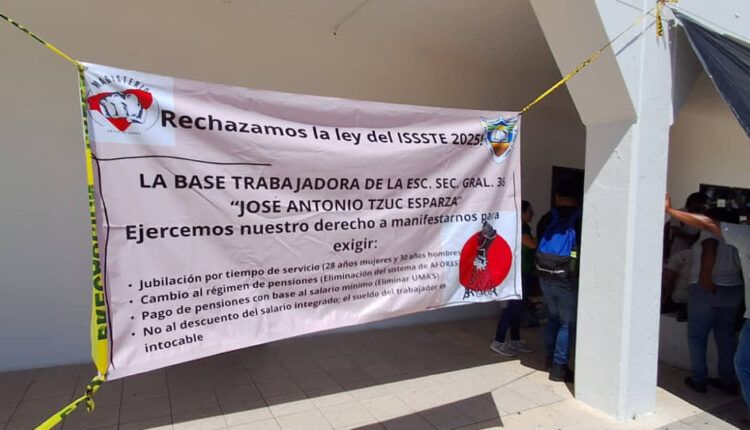 MAGISTERIO
Rechazamos la ley del ISSSTE 2025!
LA BASE TRABAJADORA DE LA ESC. SEC. GRAL. 36
“JOSE ANTONIO TZUC ESPARZA”
Ejercemos nuestro derecho a manifestarnos para
exigir:
• Jubilación por tiempo de servicio (28 años mujeres y 30 años hombres
• Cambio al régimen de pensiones (Eliminación del sistema de AFORES)
• Pago de pensiones con base al salario mínimo (Eliminar UMA'S)
• No al descuento del salario integrado; el sueldo del trabajador es
intocable